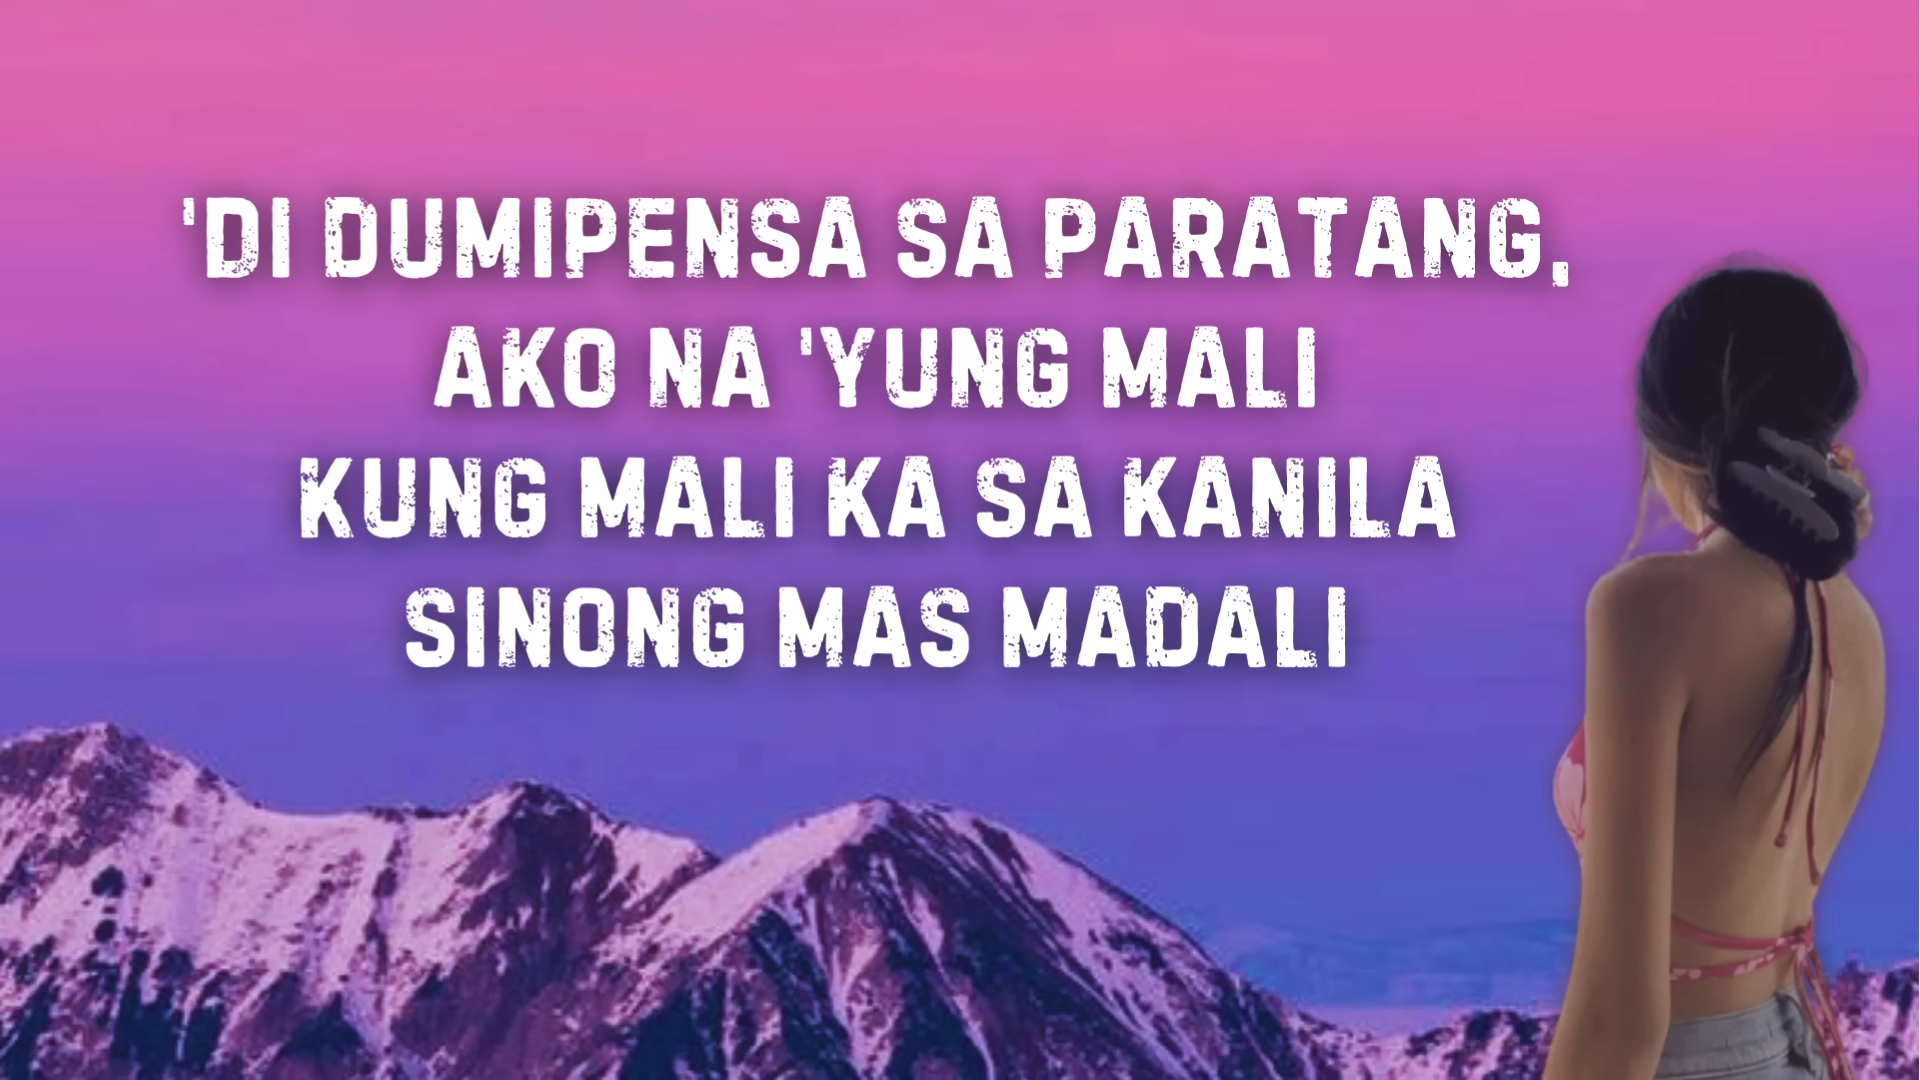 'DI DUMIPENSA SA PARATANG,
AKO NA 'YUNG MALI
KUNG MALI KA SA KANILA
SINONG MAS MADALI